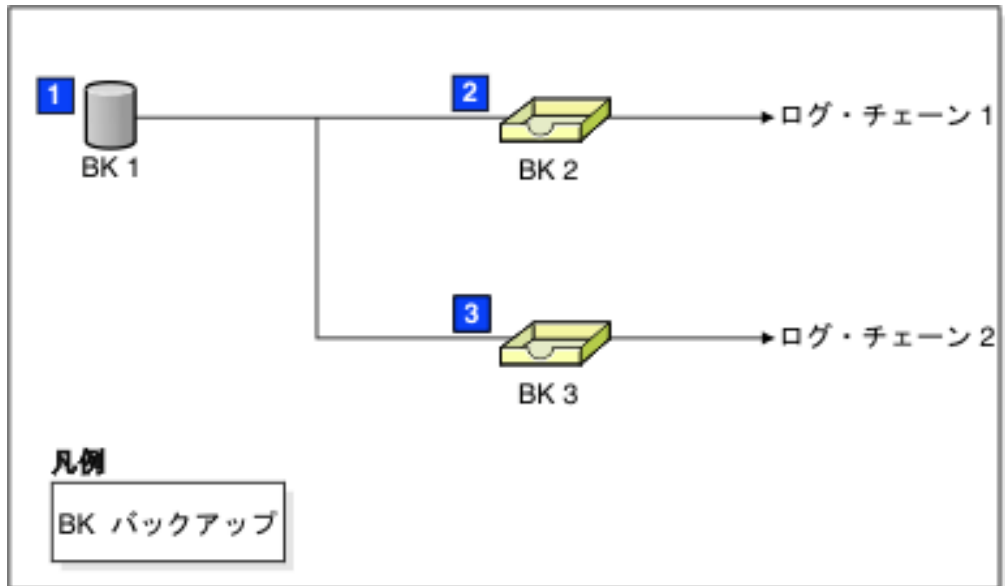 1
BK 1
2
BK 2
ログ・チェーン 1
3
BK 3
ログ・チェーン 2
凡例
BK バックアップ